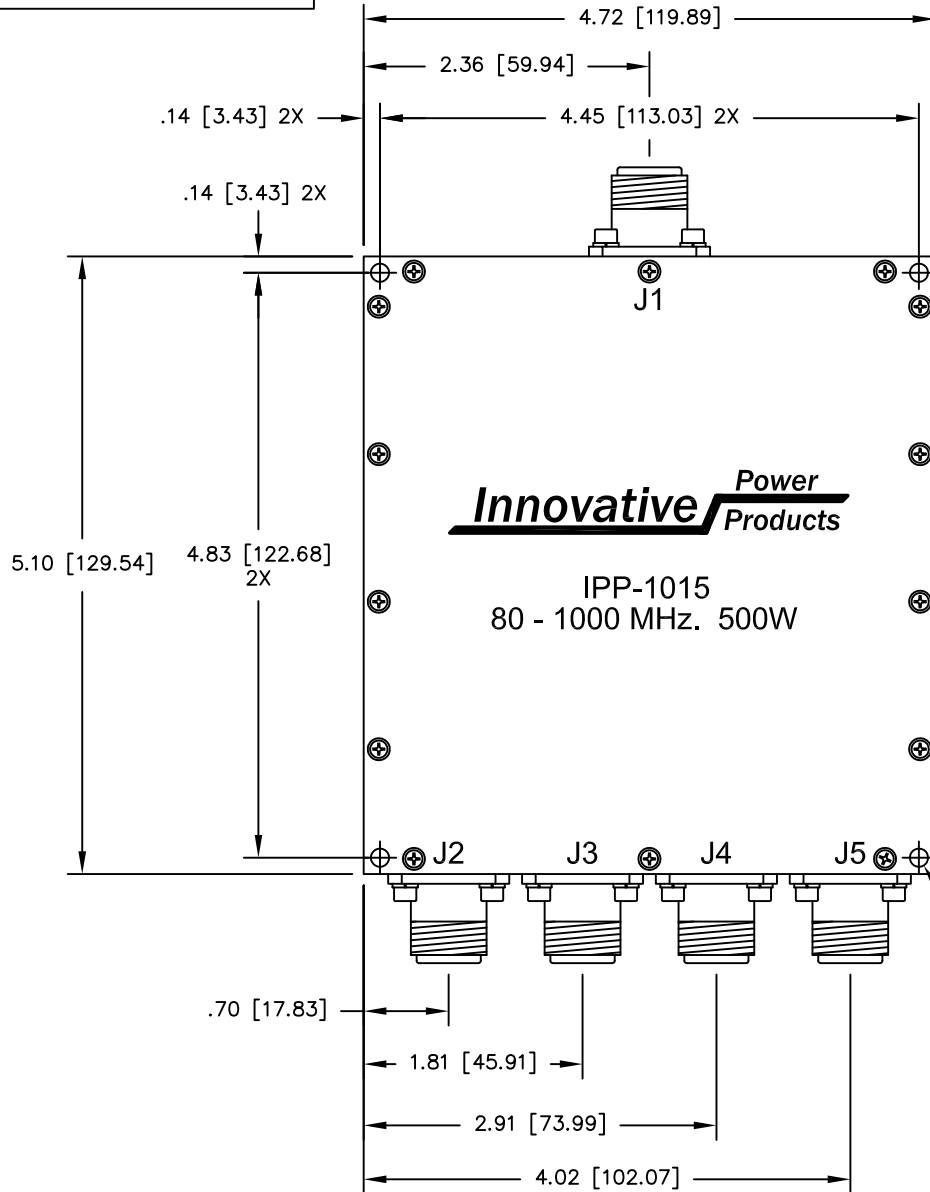 4.72 [119.89]
2.36 [59.94]
.14 [3.43] 2X
4.45 [113.03] 2X
.14 [3.43] 2X
J1
Innovative Power Products
5.10 [129.54]
4.83 [122.68]
2X
IPP-1015
80 - 1000 MHz. 500W
J2 J3 J4 J5
.70 [17.83]
1.81 [45.91]
2.91 [73.99]
4.02 [102.07]